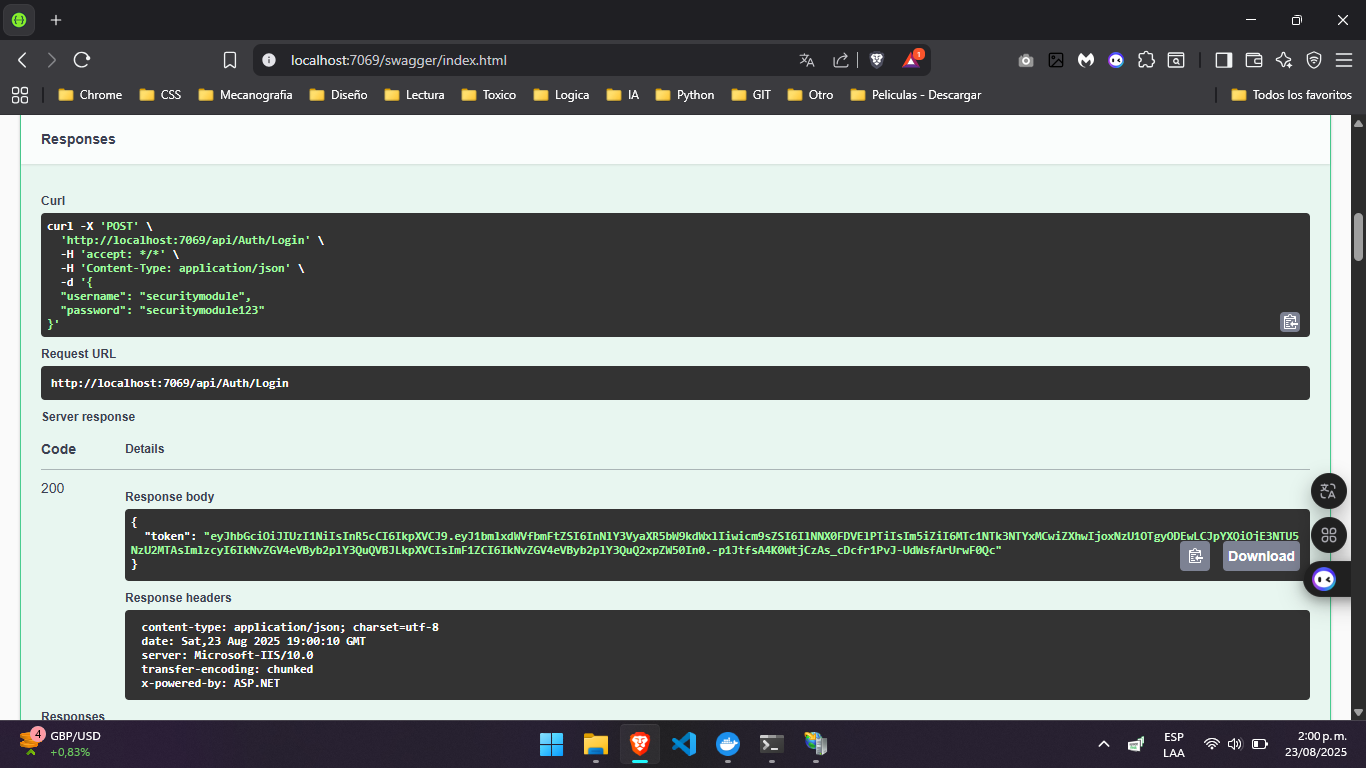 localhost:7069/swagger/index.html
1
Chrome
CSS
Mecanografia
Diseño
Lectura
Toxico
Logica
IA
Python
GIT
Otro
Peliculas - Descargar
Todos los favoritos
Responses
Curl
curl -X 'POST' \
'http://localhost:7069/api/Auth/Login' \
-H 'accept: */*' \
-H 'Content-Type: application/json' \
-d '{
"username": "securitymodule",
"password": "securitymodule123"
}'
Request URL
http://localhost:7069/api/Auth/Login
Server response
Code Details
200
Response body
{
"token": "eyJhbGciOiJIUzI1NiIsInR5cCI6IkpXVCJ9.eyJ1bmlxdWVfbmFtZSI6InNlY3VyaXR5bW9kdWxlIiwicm9sZSI6IlNNX0FDVElPTiIsIm5iZiI6MTc1NTk3NTYxMCwiZXhwIjoxNzU1OTgyODEwLCJpYXQiOjE3NTU5
NzU2MTAsImlzcyI6IkNvZGV4eVByb2plY3QuQVBJLkpXVCIsImF1ZCI6IkNvZGV4eVByb2plY3QuQ2xpZW50In0.-p1JtfsA4K0WtjCzAs_cDcfr1PvJ-UdWsfArUrwF0Qc"
}
Download
Response headers
content-type: application/json; charset=utf-8
date: Sat,23 Aug 2025 19:00:10 GMT
server: Microsoft-IIS/10.0
transfer-encoding: chunked
x-powered-by: ASP.NET
Responses
4
GBP/USD
+0,83%
ESP
LAA
2:00 p. m.
23/08/2025